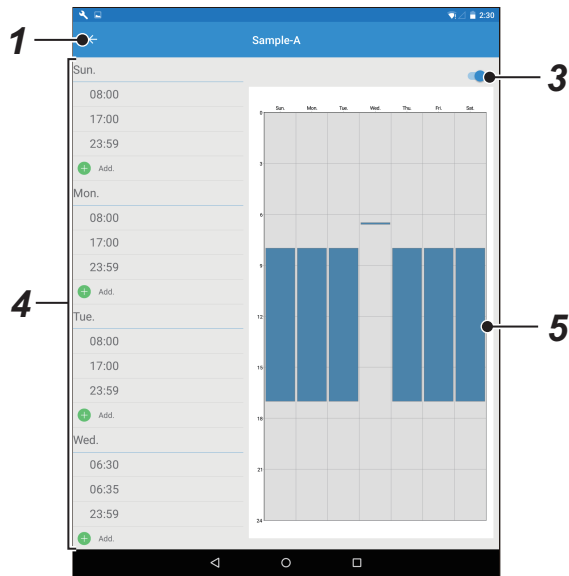 2:30
1
Sample-A
Sun.
3
08:00
17:00
23:59
Add.
Mon.
08:00
17:00
23:59
Add.
4
Tue.
08:00
17:00
23:59
Add.
Wed.
06:30
06:35
23:59
Add.
Sun. Mon. Tue. Wed. Thu. Fri. Sat.
0
3
6
9
12
15
18
21
24
5